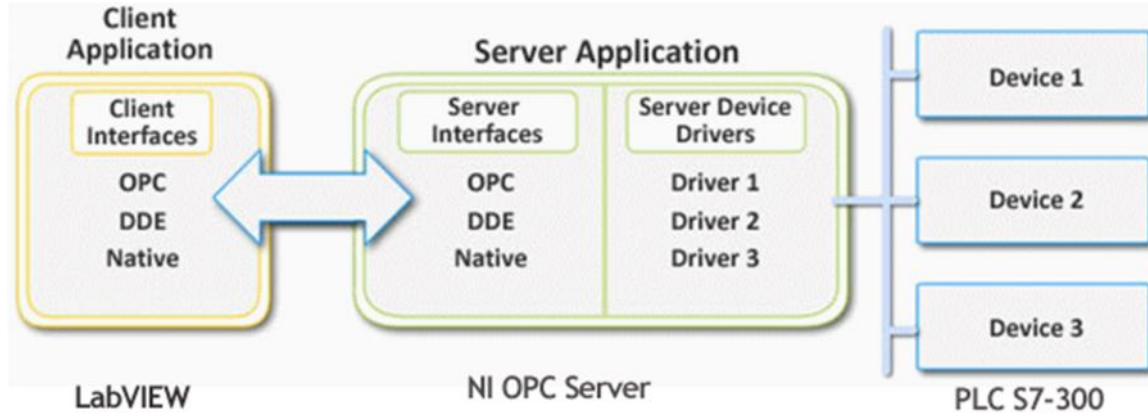 Client
Application
Client
Interfaces
OPC
DDE
Native
LabVIEW
Server Application
Server
Interfaces
OPC
DDE
Native
Server Device
Drivers
Driver 1
Driver 2
Driver 3
NI OPC Server
Device 1
Device 2
Device 3
PLC S7-300